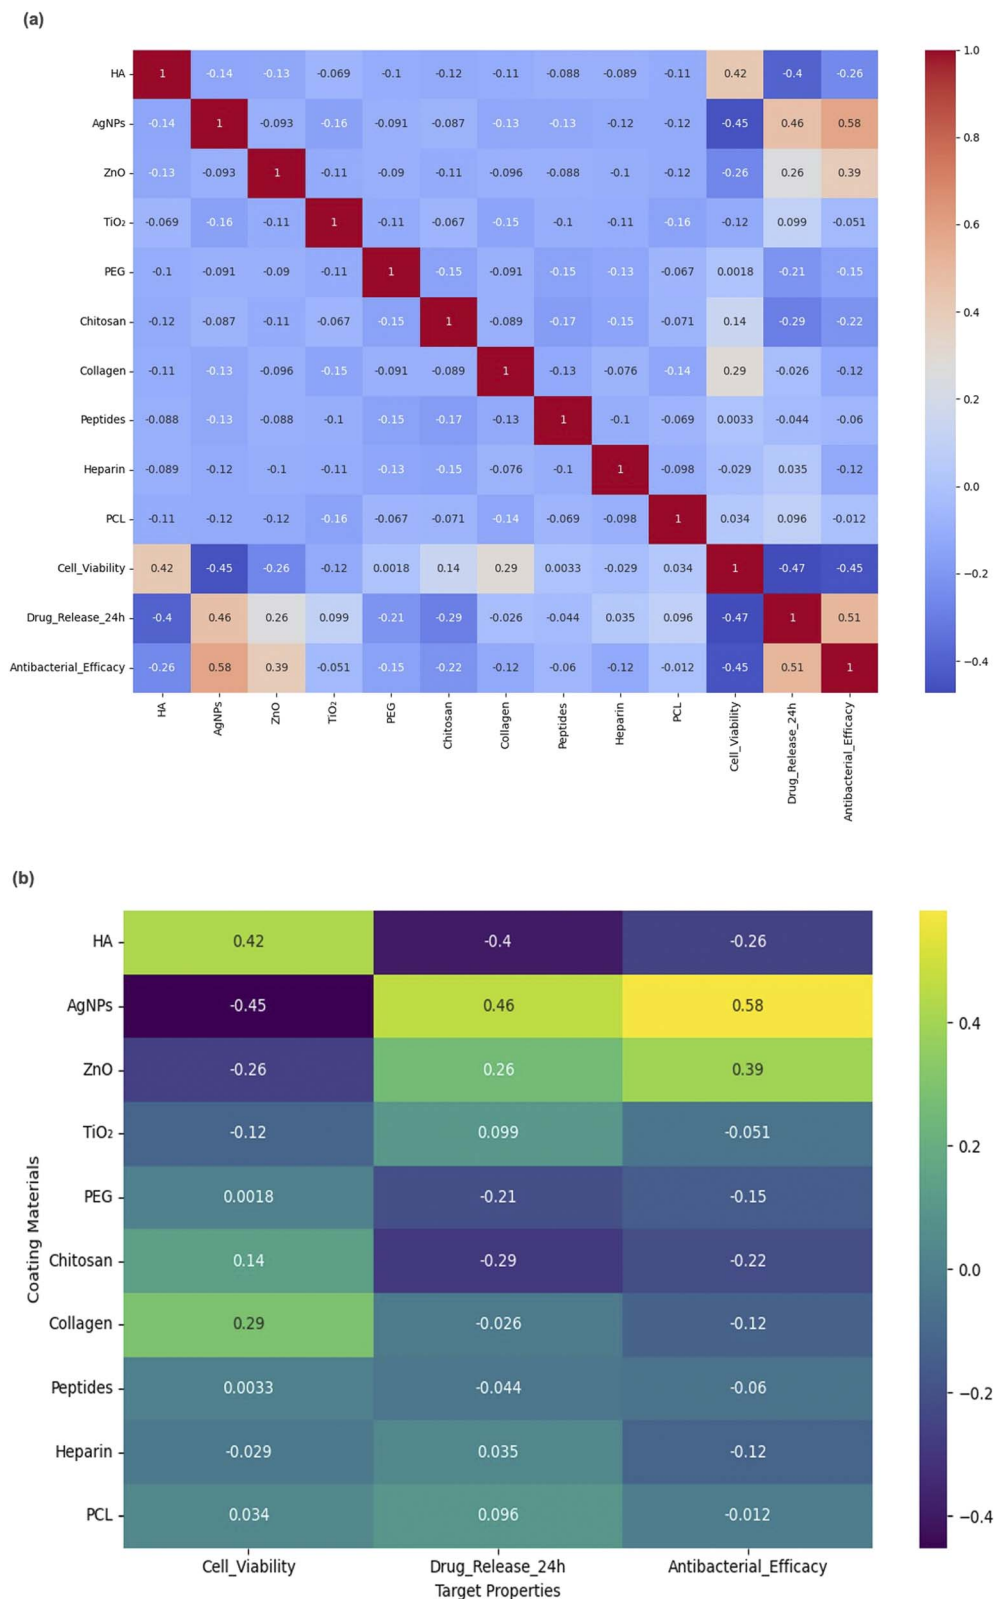 (a)
HA 1 -0.14 -0.13 -0.069 -0.1 -0.12 -0.11 -0.088 -0.089 -0.11 0.42 -0.4 -0.26
AgNPs -0.14 1 -0.093 -0.16 -0.091 -0.087 -0.13 -0.13 -0.12 -0.12 -0.45 0.46 0.58
ZnO -0.13 -0.093 1 -0.11 -0.09 -0.11 -0.096 -0.088 -0.1 -0.12 -0.26 0.26 0.39
TiO₂ -0.069 -0.16 -0.11 1 -0.11 -0.067 -0.15 -0.1 -0.11 -0.16 -0.12 0.099 -0.051
PEG -0.1 -0.091 -0.09 -0.11 1 -0.15 -0.091 -0.15 -0.13 -0.067 0.0018 -0.21 -0.15
Chitosan -0.12 -0.087 -0.11 -0.067 -0.15 1 -0.089 -0.17 -0.15 -0.071 0.14 -0.29 -0.22
Collagen -0.11 -0.13 -0.096 -0.15 -0.091 -0.089 1 -0.13 -0.076 -0.14 0.29 -0.026 -0.12
Peptides -0.088 -0.13 -0.088 -0.1 -0.15 -0.17 -0.13 1 -0.1 -0.069 0.0033 -0.044 -0.06
Heparin -0.089 -0.12 -0.1 -0.11 -0.13 -0.15 -0.076 -0.1 1 -0.098 -0.029 0.035 -0.12
PCL -0.11 -0.12 -0.12 -0.16 -0.067 -0.071 -0.14 -0.069 -0.098 1 0.034 0.096 -0.012
Cell_Viability 0.42 -0.45 -0.26 -0.12 0.0018 0.14 0.29 0.0033 -0.029 0.034 1 -0.47 -0.45
Drug_Release_24h -0.4 0.46 0.26 0.099 -0.21 -0.29 -0.026 -0.044 0.035 0.096 -0.47 1 0.51
Antibacterial_Efficacy -0.26 0.58 0.39 -0.051 -0.15 -0.22 -0.12 -0.06 -0.12 -0.012 -0.45 0.51 1
HA AgNPs ZnO TiO₂ PEG Chitosan Collagen Peptides Heparin PCL Cell_Viability Drug_Release_24h Antibacterial_Efficacy
1.0
0.8
0.6
0.4
0.2
0.0
−0.2
−0.4
(b)
Coating Materials
HA 0.42 -0.4 -0.26
AgNPs -0.45 0.46 0.58
ZnO -0.26 0.26 0.39
TiO₂ -0.12 0.099 -0.051
PEG 0.0018 -0.21 -0.15
Chitosan 0.14 -0.29 -0.22
Collagen 0.29 -0.026 -0.12
Peptides 0.0033 -0.044 -0.06
Heparin -0.029 0.035 -0.12
PCL 0.034 0.096 -0.012
Cell_Viability Drug_Release_24h Antibacterial_Efficacy
Target Properties
0.4
0.2
0.0
−0.2
−0.4